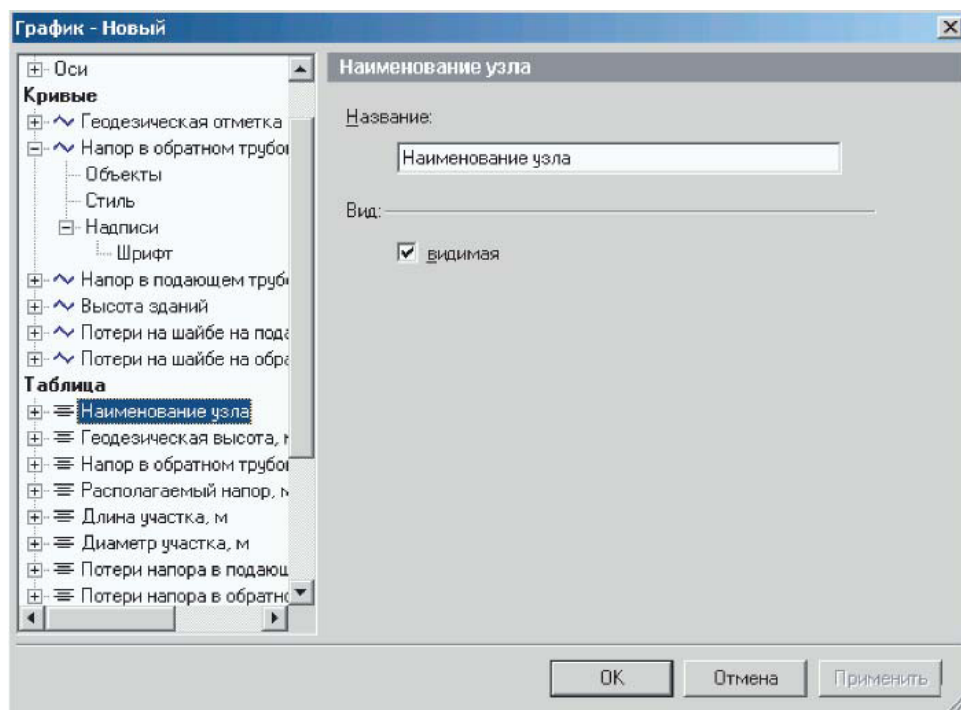 График - Новый
Оси
Кривые
Геодезическая отметка
Напор в обратном трубо
Объекты
Стиль
Надписи
Шрифт
Напор в подающем труб
Высота зданий
Потери на шайбе на пода
Потери на шайбе на обра
Таблица
Наименование узла
Геодезическая высота,
Напор в обратном трубо
Располагаемый напор,
Длина участка, м
Диаметр участка, м
Потери напора в подающ
Потери напора в обратно
Наименование узла
Название:
Наименование узла
Вид:
видимая
ОК
Отмена
Применить